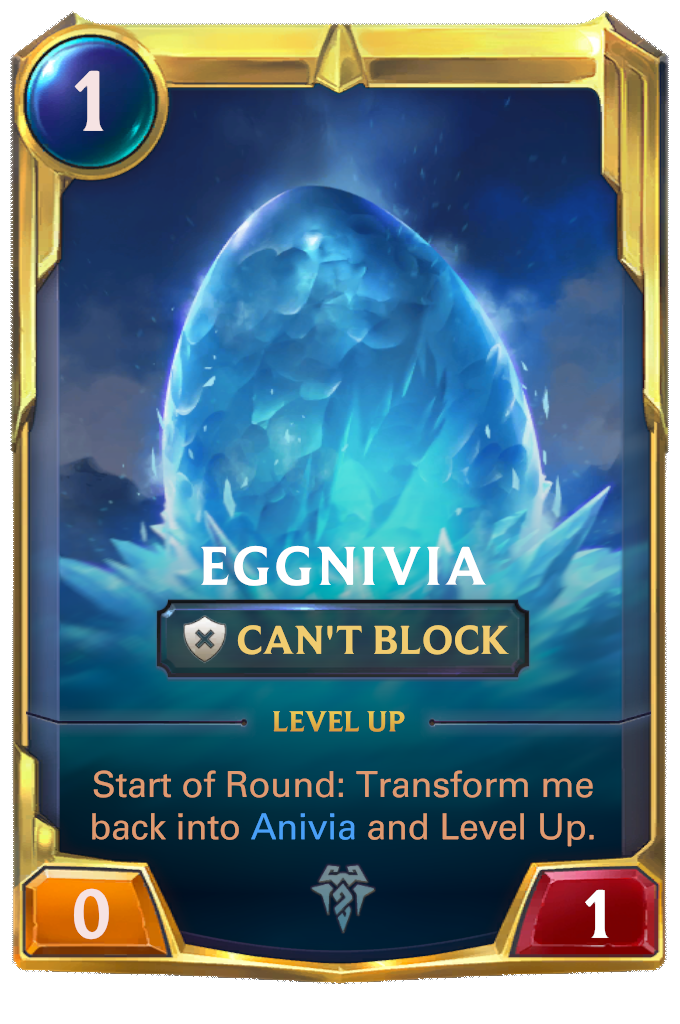 1
EGGNIVIA
CAN'T BLOCK
LEVEL UP
Start of Round: Transform me
back into Anivia and Level Up.
0
1